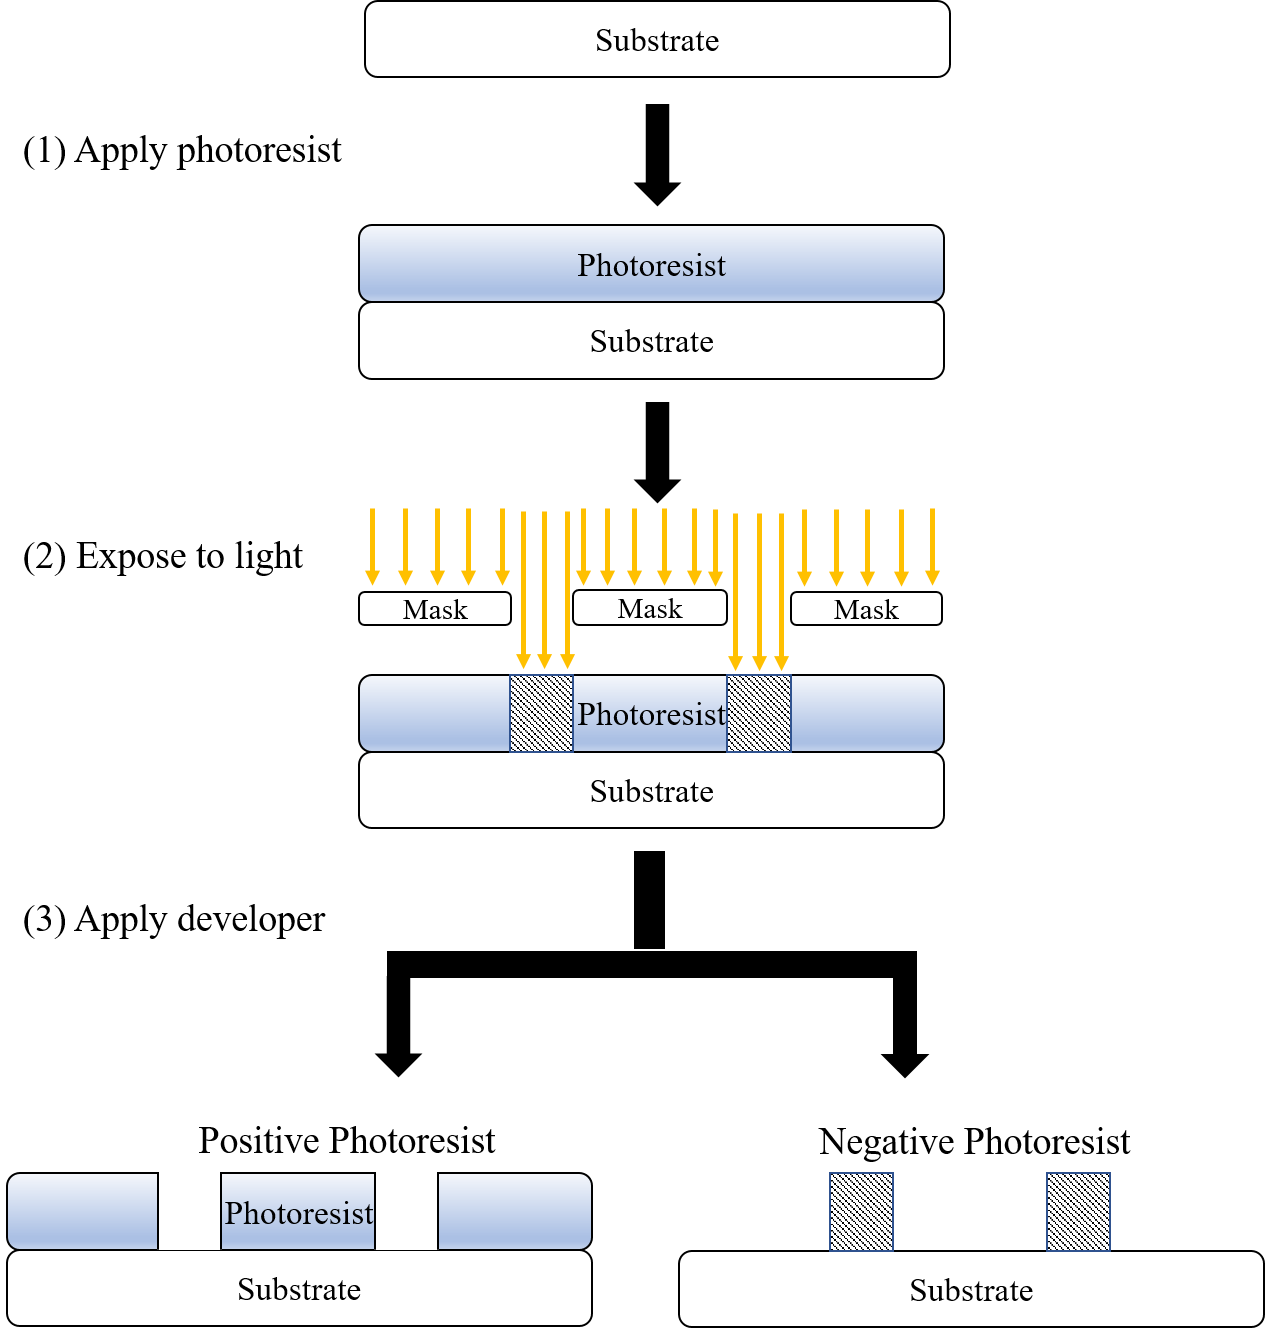 Substrate
(1) Apply photoresist
Photoresist
Substrate
(2) Expose to light
Mask
Mask
Mask
Photoresist
Substrate
(3) Apply developer
Positive Photoresist
Negative Photoresist
Photoresist
Substrate
Substrate